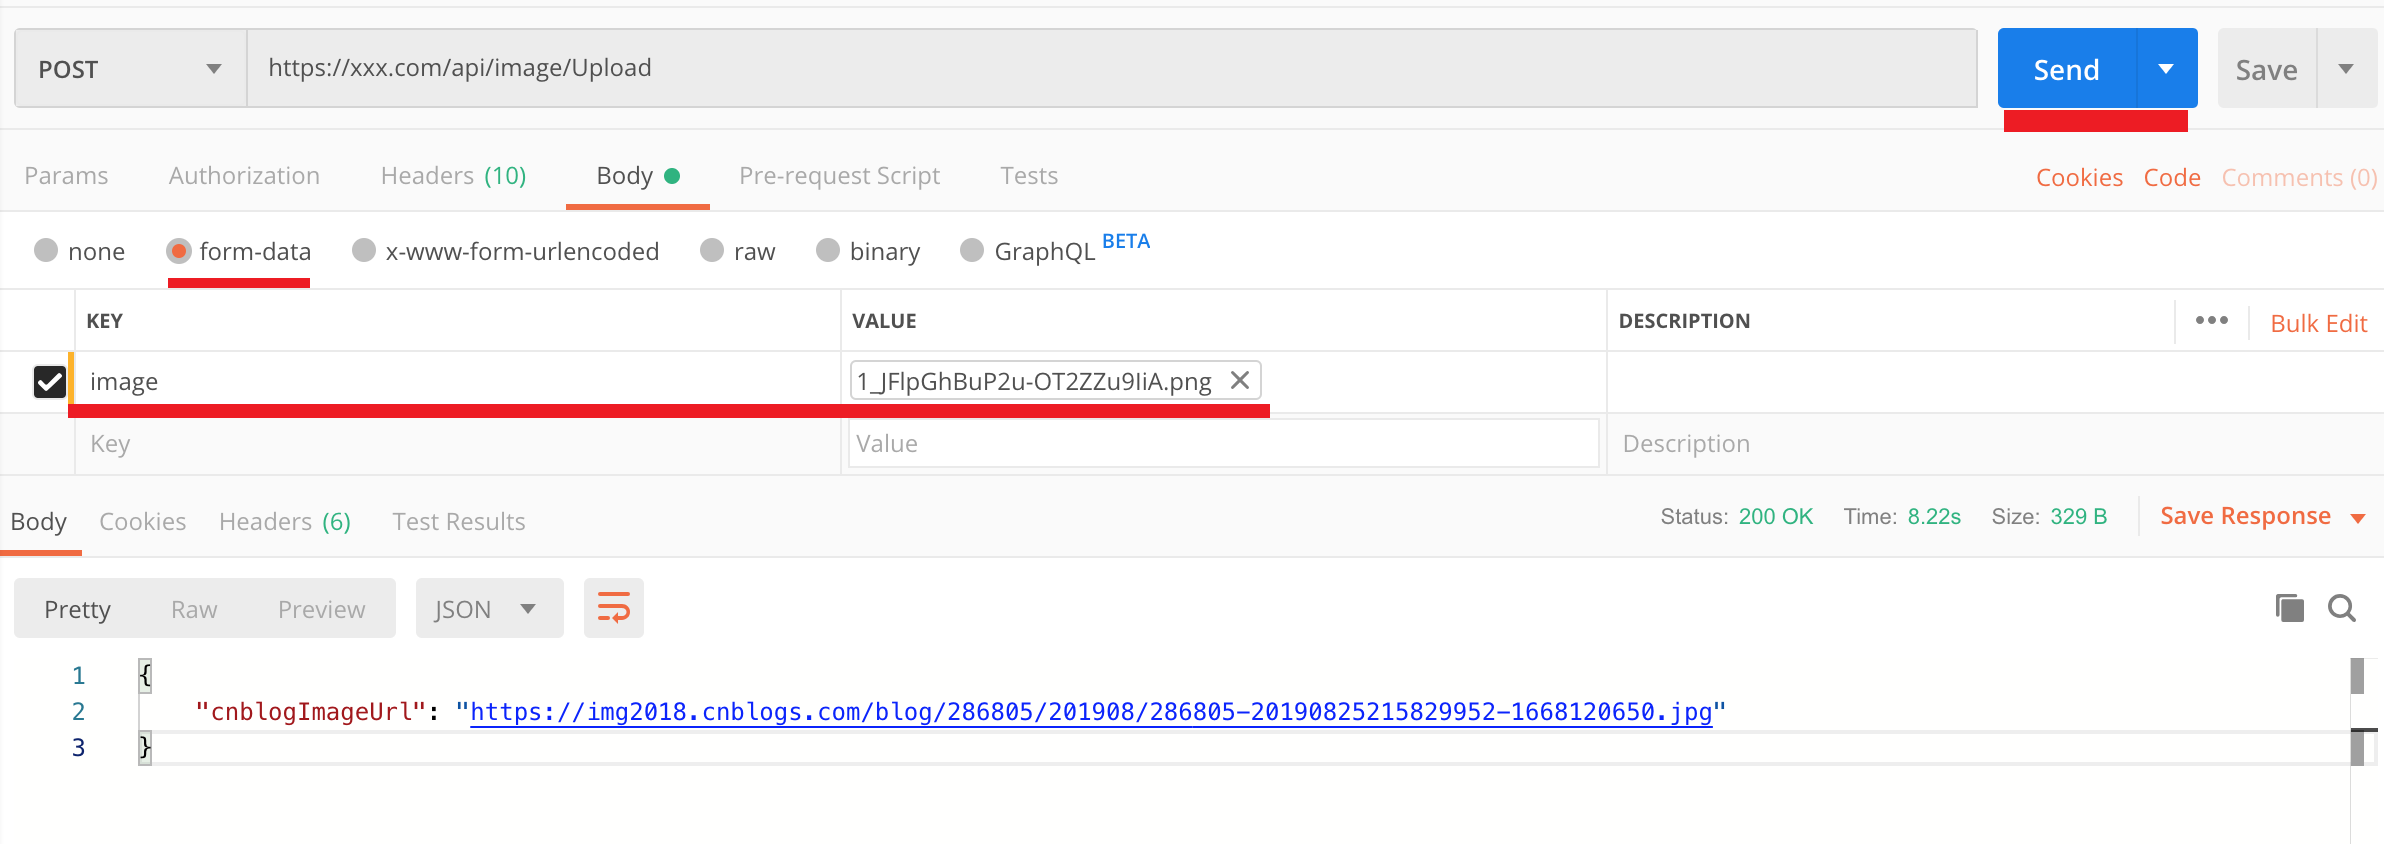 POST https://xxx.com/api/image/Upload Send Save
Params Authorization Headers (10) Body Pre-request Script Tests Cookies Code Comments (0)
none form-data x-www-form-urlencoded raw binary GraphQL BETA
KEY VALUE DESCRIPTION ••• Bulk Edit
image 1_JFlpGhBuP2u-OT2ZZu9IiA.png
Key Value Description
Body Cookies Headers (6) Test Results Status: 200 OK Time: 8.22s Size: 329 B Save Response
Pretty Raw Preview JSON
1 {
2 "cnblogImageUrl": "https://img2018.cnblogs.com/blog/286805/201908/286805-20190825215829952-1668120650.jpg"
3 }